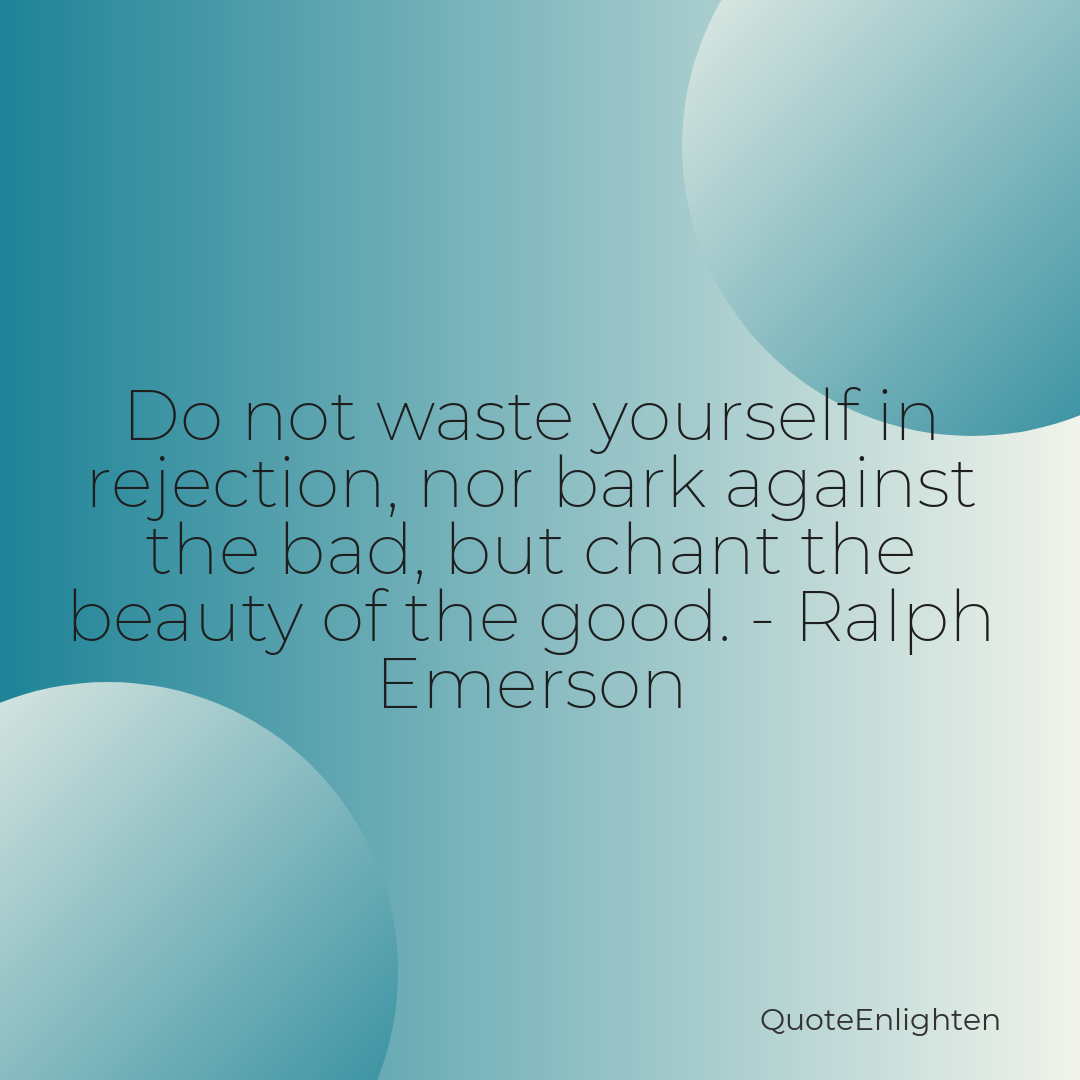 Do not waste yourself in
rejection, nor bark against
the bad, but chant the
beauty of the good. - Ralph
Emerson
QuoteEnlighten